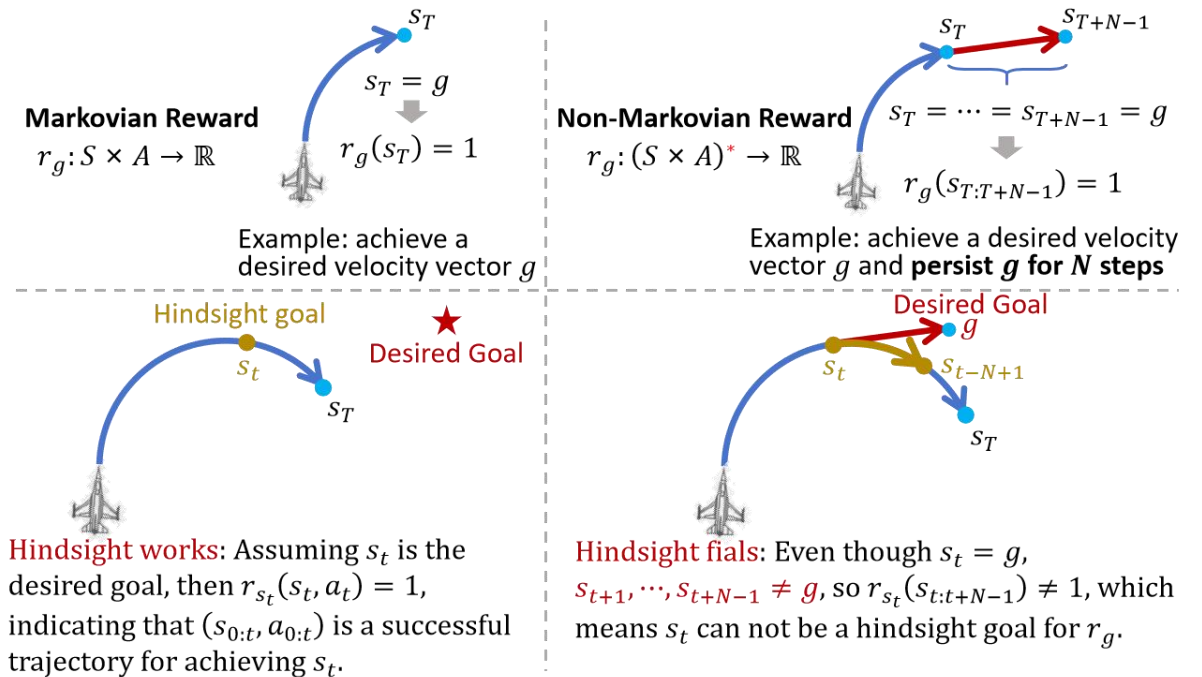 s_T
s_T = g
Markovian Reward
r_g: S × A → ℝ
r_g(s_T) = 1
Example: achieve a
desired velocity vector g
s_T
s_{T+N−1}
s_T = ⋯ = s_{T+N−1} = g
Non-Markovian Reward
r_g: (S × A)^* → ℝ
r_g(s_{T:T+N−1}) = 1
Example: achieve a desired velocity
vector g and persist g for N steps
Hindsight goal
s_t
Desired Goal
s_T
Hindsight works: Assuming s_t is the
desired goal, then r_{s_t}(s_t, a_t) = 1,
indicating that (s_{0:t}, a_{0:t}) is a successful
trajectory for achieving s_t.
Desired Goal
g
s_t
s_{t−N+1}
s_T
Hindsight fials: Even though s_t = g,
s_{t+1}, ⋯, s_{t+N−1} ≠ g, so r_{s_t}(s_{t:t+N−1}) ≠ 1, which
means s_t can not be a hindsight goal for r_g.